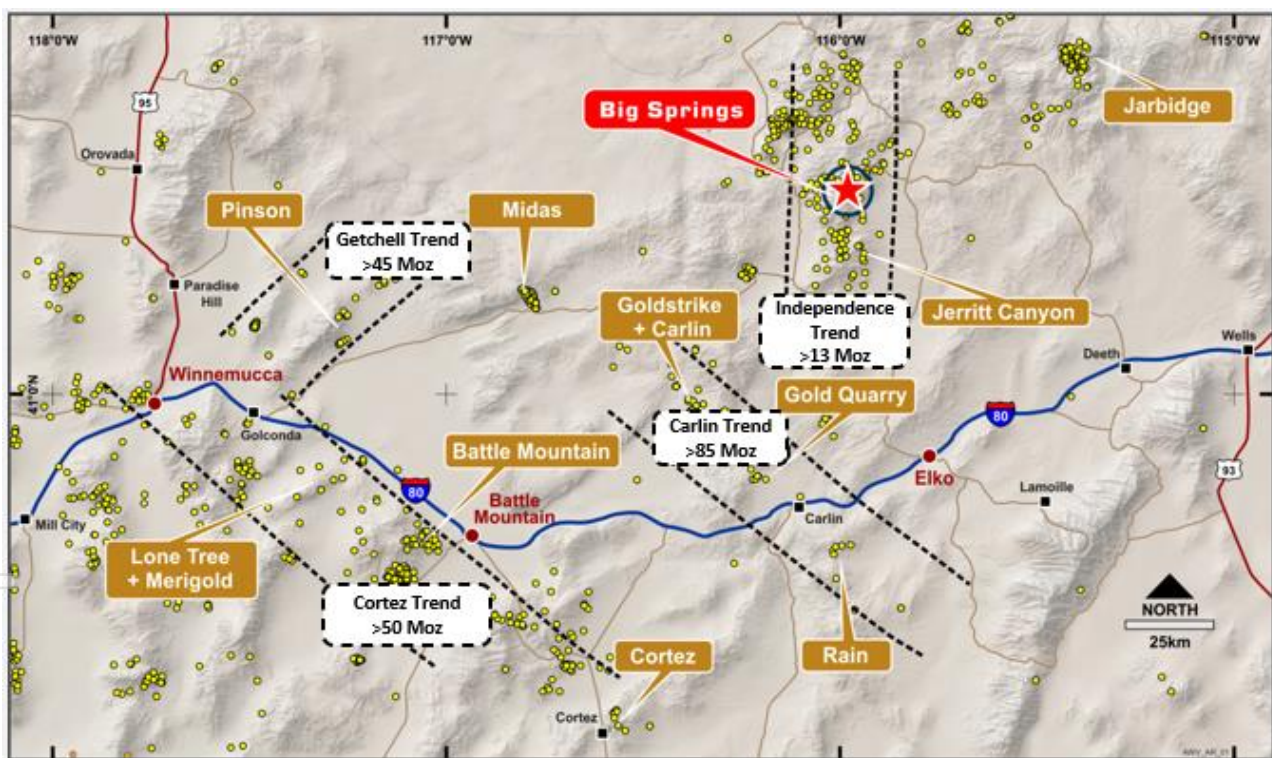 118°0'W
117°0'W
116°0'W
115°0'W
95
Big Springs
Jarbidge
Orovada
Pinson
Midas
Getchell Trend
>45 Moz
Paradise
Hill
Goldstrike
+ Carlin
Independence
Trend
>13 Moz
Jerritt Canyon
Wells
Deeth
Winnemucca
41°0'N
Gold Quarry
80
Golconda
Carlin Trend
>85 Moz
Battle Mountain
Elko
93
80
Lamoille
Mill City
Battle
Mountain
Carlin
Lone Tree
+ Merigold
Cortez Trend
>50 Moz
NORTH
25km
Cortez
Rain
Cortez
AWV_AR_01